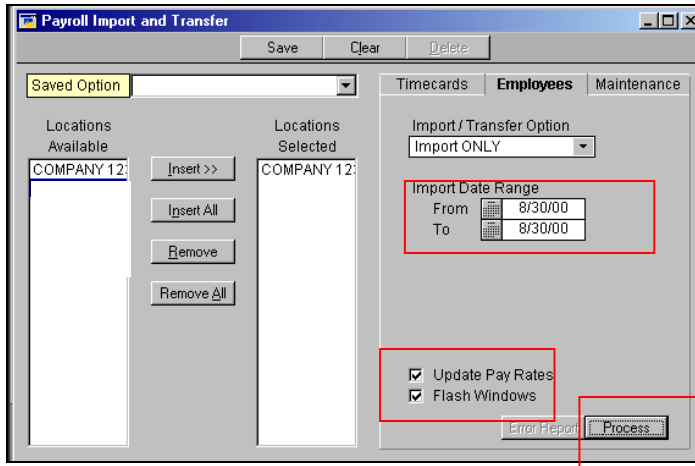 Payroll Import and Transfer
Save Clear Delete
Saved Option
Timecards Employees Maintenance
Locations Available
Locations Selected
COMPANY 12
COMPANY 12
Insert >>
Insert All
Remove
Remove All
Import / Transfer Option
Import ONLY
Import Date Range
From 8/30/00
To 8/30/00
Update Pay Rates
Flash Windows
Error Report Process